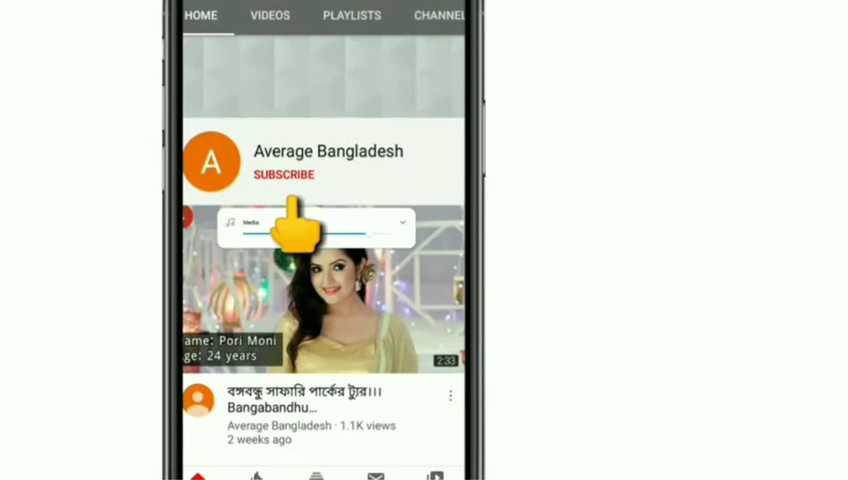 HOME VIDEOS PLAYLISTS CHANNEL
A
Average Bangladesh
SUBSCRIBE
Media
ame: Pori Moni
ge: 24 years
2:33
বঙ্গবন্ধু সাফারি পার্কের ট্যুর।।।
Bangabandhu...
Average Bangladesh · 1.1K views
2 weeks ago